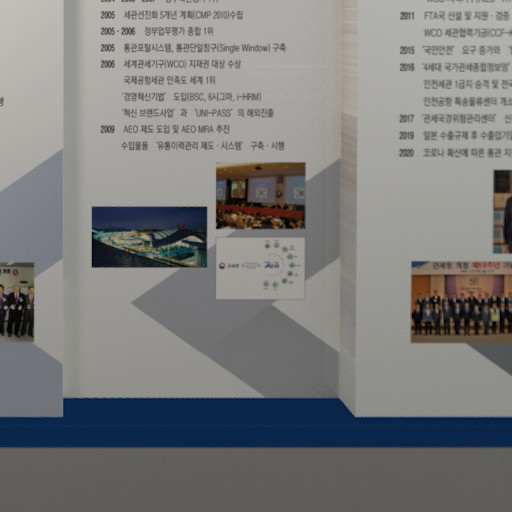 2005 세관선진화 5개년 계획(CMP 2010)수립
2005 · 2006 정부업무평가 종합 1위
2005 통관포탈시스템, 통관단일창구(Single Window) 구축
2006 세계관세기구(WCO) 지재권 대상 수상
국제공항세관 만족도 세계 1위
'경영혁신기법' 도입(BSC, 6시그마, i-HRM)
'혁신 브랜드사업' 과 'UNI-PASS' 의 해외진출
2009 AEO 제도 도입 및 AEO MRA 추진
수입물품 '유통이력관리 제도 · 시스템' 구축 · 시행
2011 FTA국 신설 및 지원 · 검증
WCO 세관협력기금(CCF-K
2015 '국민안전' 요구 증가와
2016 '4세대 국가관세종합정보망'
인천세관 1급지 승격 및 전국
인천공항 특송물류센터 개소
2017 '관세국경위험관리센터' 신
2019 일본 수출규제 후 수출입기업
2020 코로나 확산에 따른 통관 지